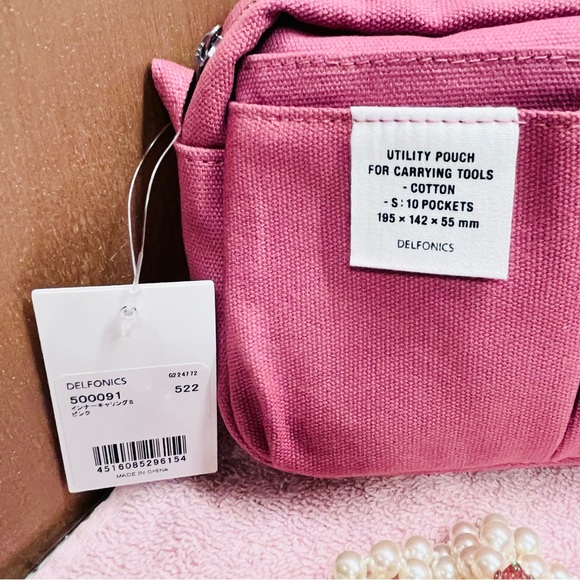 UTILITY POUCH
FOR CARRYING TOOLS
- COTTON
- S : 10 POCKETS
195 × 142 × 55 mm
DELFONICS
G224772
DELFONICS
500091 522
インナーキャリングS
ピンク
4516085296154
MADE IN CHINA